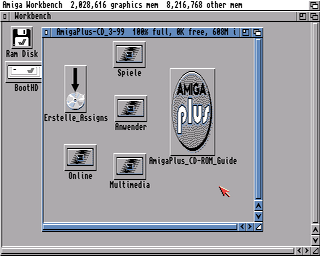 Amiga Workbench 2,028,616 graphics mem 8,216,768 other mem
Workbench
AmigaPlus-CD_3-99 100% full, 0K free, 608M i
Ram Disk
BootHD
Spiele
Erstelle_Assigns
Anwender
AMIGA
plus
AmigaPlus_CD-ROM_Guide
Online
Multimedia